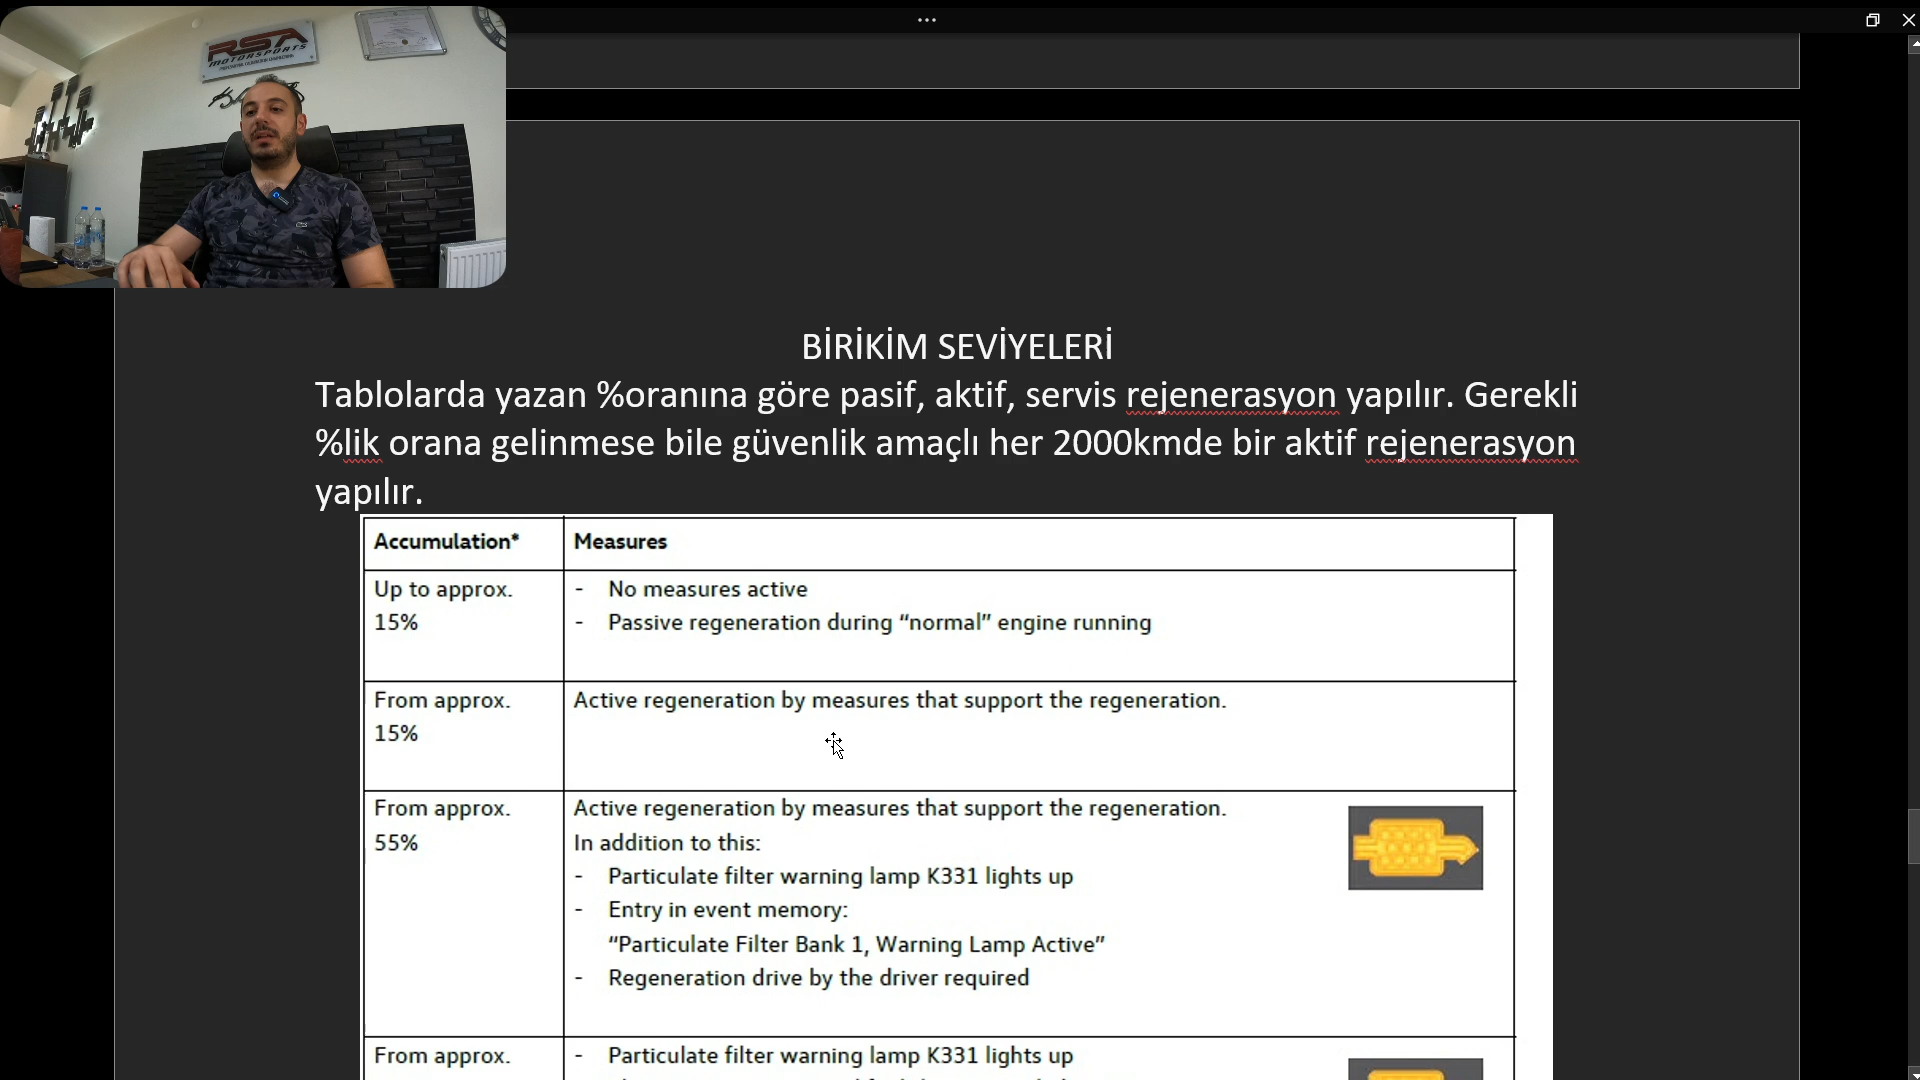 RSA
MOTORSPORTS
BİRİKİM SEVİYELERİ
Tablolarda yazan %oranına göre pasif, aktif, servis rejenerasyon yapılır. Gerekli
%lik orana gelinmese bile güvenlik amaçlı her 2000kmde bir aktif rejenerasyon
yapılır.
Accumulation* Measures
Up to approx. - No measures active
15% - Passive regeneration during “normal” engine running
From approx. Active regeneration by measures that support the regeneration.
15%
From approx. Active regeneration by measures that support the regeneration.
55% In addition to this:
- Particulate filter warning lamp K331 lights up
- Entry in event memory:
“Particulate Filter Bank 1, Warning Lamp Active”
- Regeneration drive by the driver required
From approx. - Particulate filter warning lamp K331 lights up